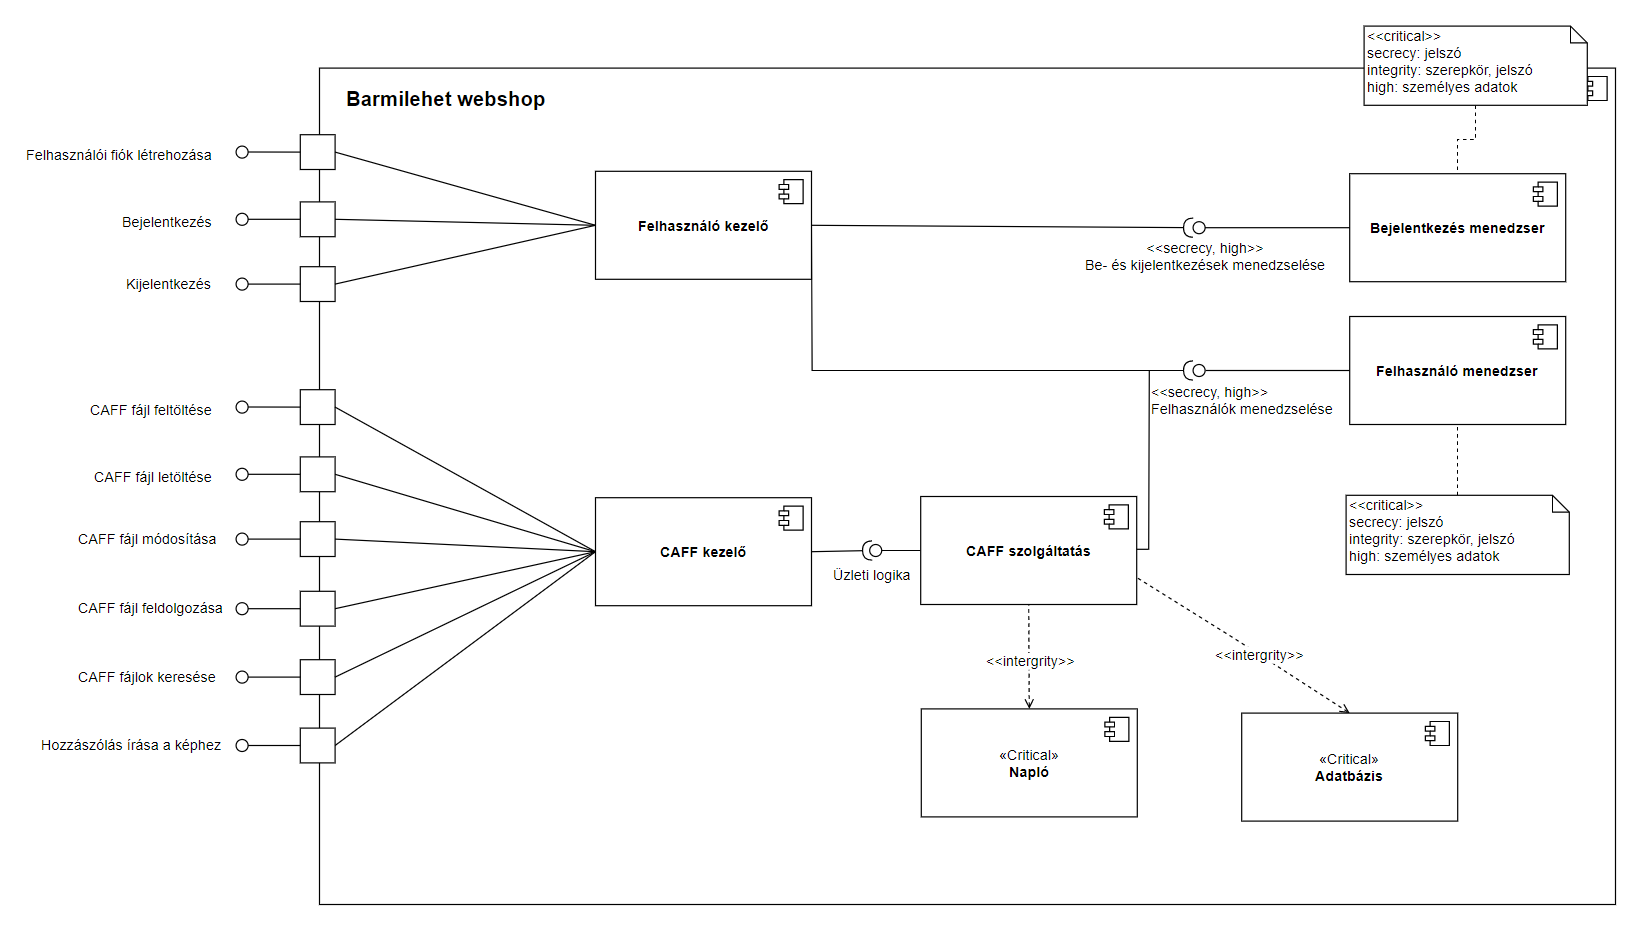 <<critical>>
secrecy: jelszó
integrity: szerepkör, jelszó
high: személyes adatok
Barmilehet webshop
Felhasználói fiók létrehozása
Bejelentkezés
Kijelentkezés
Felhasználó kezelő
<<secrecy, high>>
Be- és kijelentkezések menedzselése
Bejelentkezés menedzser
Felhasználó menedzser
<<secrecy, high>>
Felhasználók menedzselése
<<critical>>
secrecy: jelszó
integrity: szerepkör, jelszó
high: személyes adatok
CAFF fájl feltöltése
CAFF fájl letöltése
CAFF fájl módosítása
CAFF fájl feldolgozása
CAFF fájlok keresése
Hozzászólás írása a képhez
CAFF kezelő
Üzleti logika
CAFF szolgáltatás
<<intergrity>>
<<intergrity>>
«Critical»
Napló
«Critical»
Adatbázis